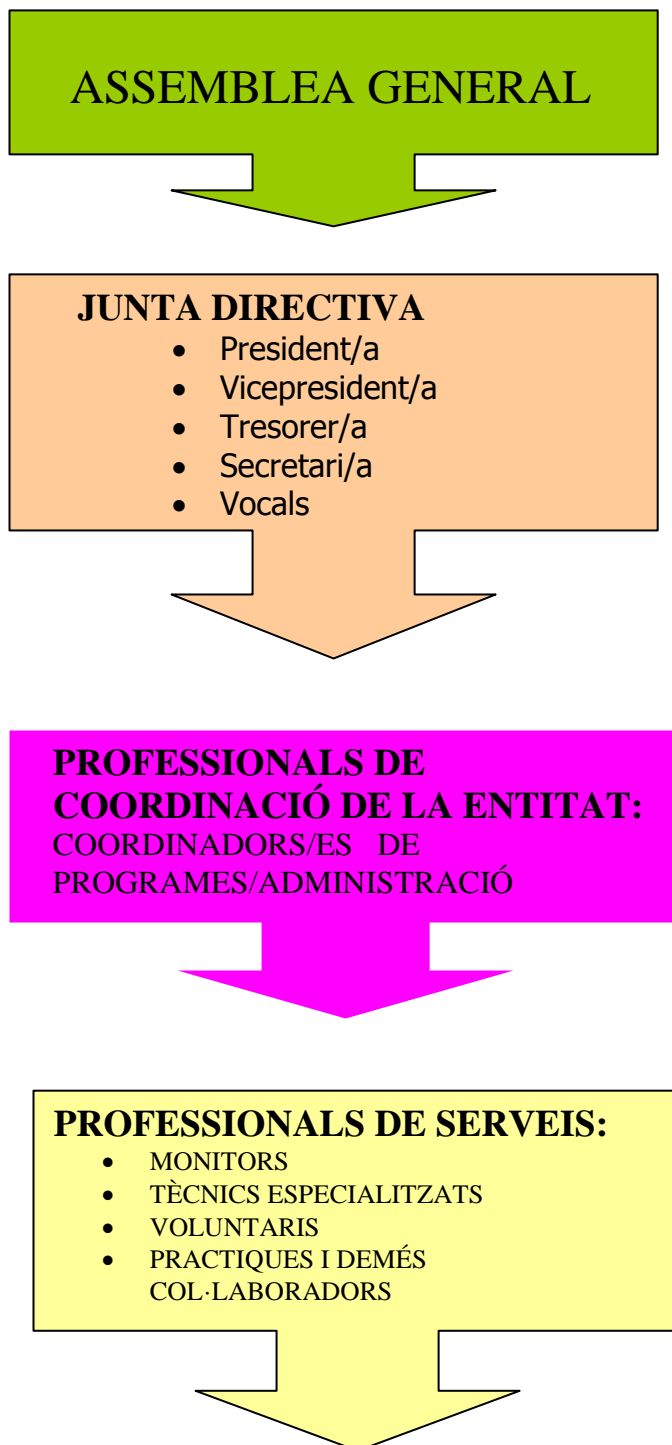 ASSEMBLEA GENERAL
JUNTA DIRECTIVA
• President/a
• Vicepresident/a
• Tresorer/a
• Secretari/a
• Vocals
PROFESSIONALS DE
COORDINACIÓ DE LA ENTITAT:
COORDINADORS/ES DE
PROGRAMES/ADMINISTRACIÓ
PROFESSIONALS DE SERVEIS:
• MONITORS
• TÈCNICS ESPECIALITZATS
• VOLUNTARIS
• PRACTIQUES I DEMÉS
COL·LABORADORS